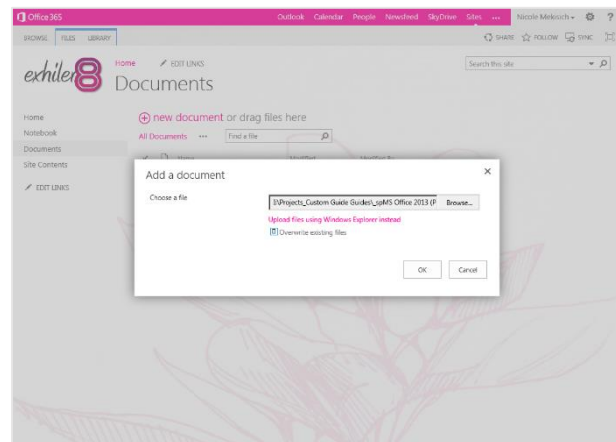 Office 365
Outlook Calendar People Newsfeed SkyDrive Sites ••• Nicole Melesich ?
BROWSE FILES LIBRARY
SHARE FOLLOW SYNC
exhiler8
Home EDIT LINKS
Search this site
Documents
Home
Notebook
Documents
Site Contents
EDIT LINKS
new document or drag files here
All Documents ••• Find a file
Name Modified Modified By
Add a document
Choose a file
I:\Projects_Custom Guide Guides\_spMS Office 2013 (P Browse...
Upload files using Windows Explorer instead
Overwrite existing files
OK Cancel